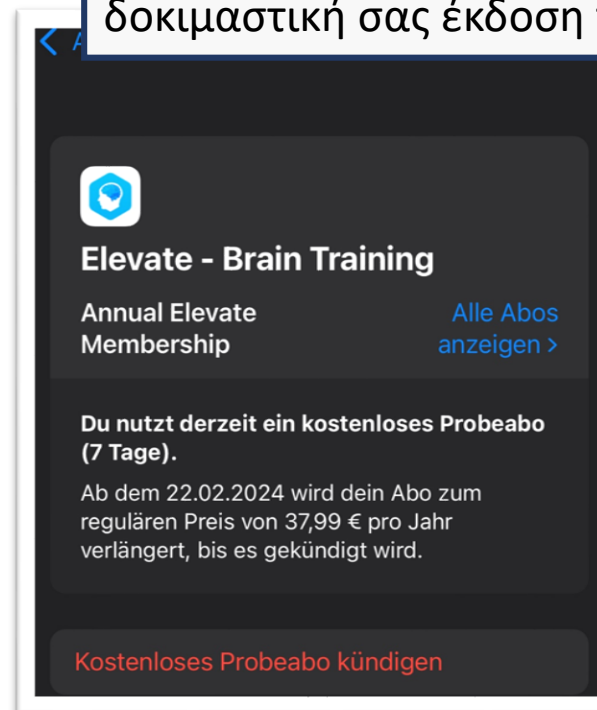 δοκιμαστική σας έκδοση
Elevate - Brain Training
Annual Elevate
Membership
Alle Abos
anzeigen >
Du nutzt derzeit ein kostenloses Probeabo
(7 Tage).
Ab dem 22.02.2024 wird dein Abo zum
regulären Preis von 37,99 € pro Jahr
verlängert, bis es gekündigt wird.
Kostenloses Probeabo kündigen